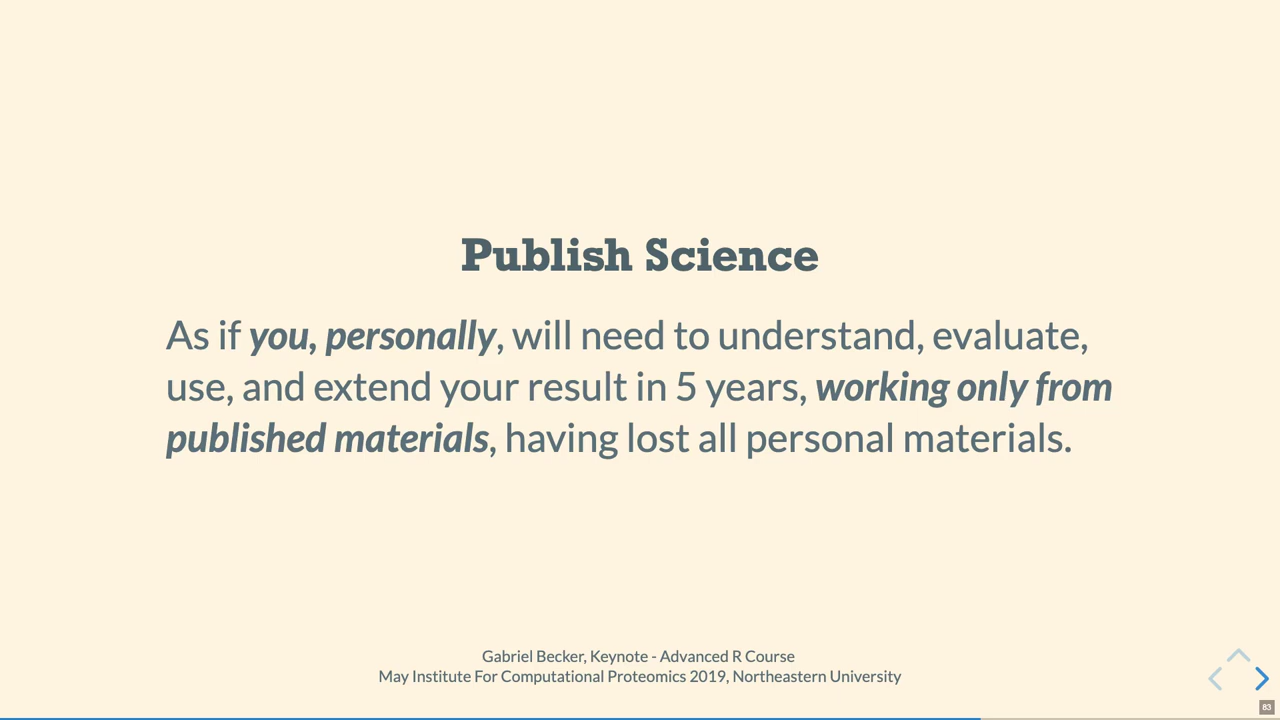 Publish Science
As if you, personally, will need to understand, evaluate,
use, and extend your result in 5 years, working only from
published materials, having lost all personal materials.
Gabriel Becker, Keynote - Advanced R Course
May Institute For Computational Proteomics 2019, Northeastern University
83